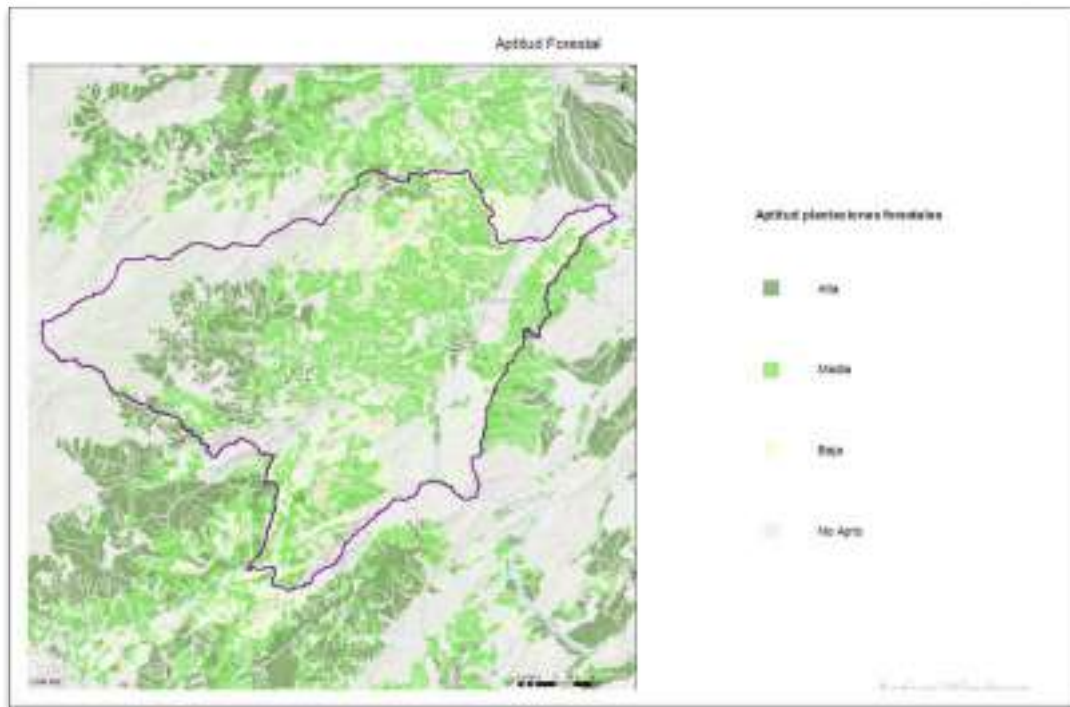 Aptitud Forestal
Aptitud plantaciones forestales
Alta
Media
Baja
No Apto